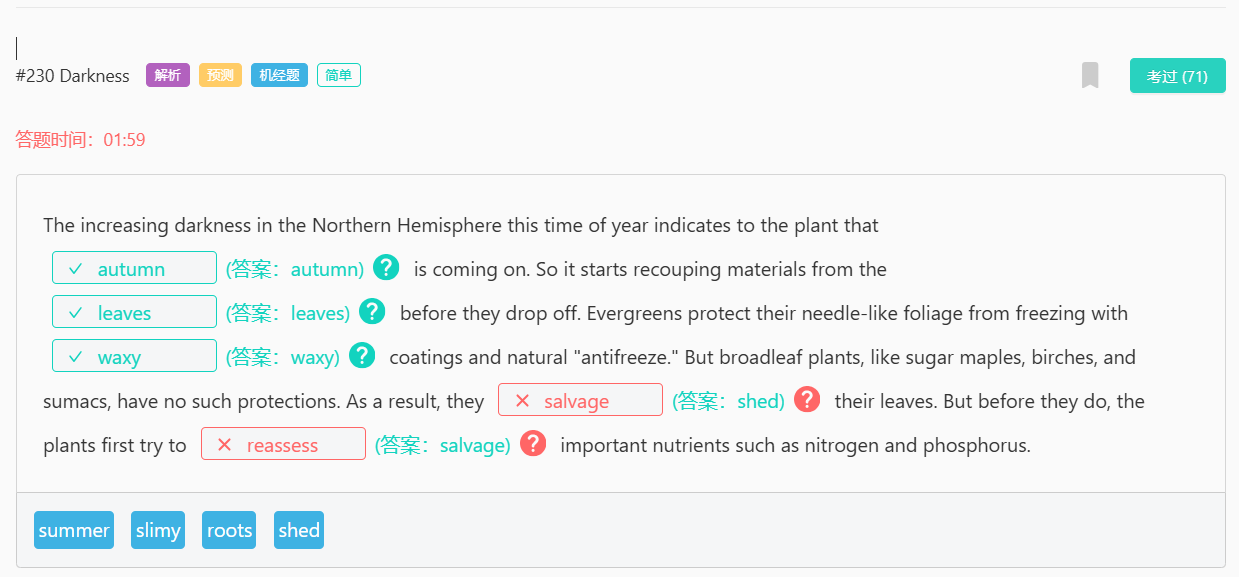 #230 Darkness 解析 预测 机经题 简单 考过 (71)
答题时间：01:59
The increasing darkness in the Northern Hemisphere this time of year indicates to the plant that
✓ autumn (答案：autumn) ? is coming on. So it starts recouping materials from the
✓ leaves (答案：leaves) ? before they drop off. Evergreens protect their needle-like foliage from freezing with
✓ waxy (答案：waxy) ? coatings and natural "antifreeze." But broadleaf plants, like sugar maples, birches, and
sumacs, have no such protections. As a result, they ✕ salvage (答案：shed) ? their leaves. But before they do, the
plants first try to ✕ reassess (答案：salvage) ? important nutrients such as nitrogen and phosphorus.
summer slimy roots shed